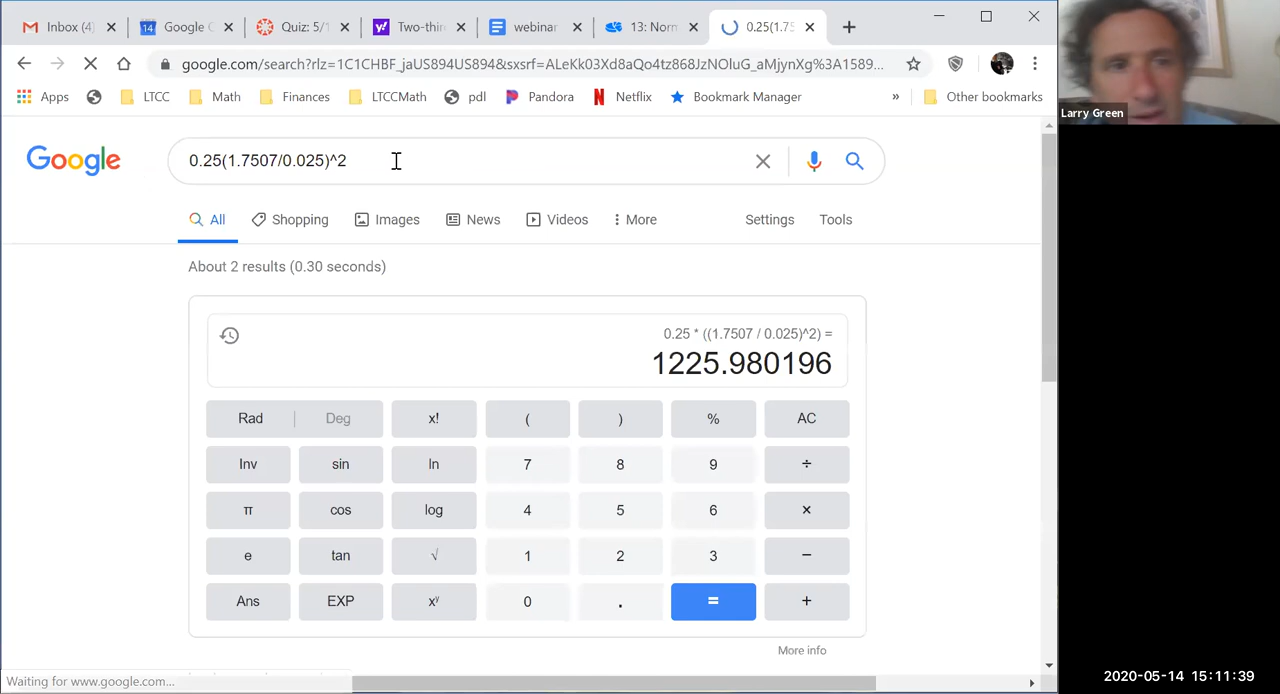 Inbox (4)
Google C
Quiz: 5/1
Two-thir
webinar
13: Norm
0.25(1.75
google.com/search?rlz=1C1CHBF_jaUS894US894&sxsrf=ALeKk03Xd8aQo4tz868JzNOluG_aMjynXg%3A1589...
Apps
LTCC
Math
Finances
LTCCMath
pdl
Pandora
Netflix
Bookmark Manager
»
Other bookmarks
Larry Green
Google
0.25(1.7507/0.025)^2
All
Shopping
Images
News
Videos
More
Settings
Tools
About 2 results (0.30 seconds)
0.25 * ((1.7507 / 0.025)^2) =
1225.980196
Rad Deg x! ( ) % AC
Inv sin ln 7 8 9 ÷
π cos log 4 5 6 ×
e tan √ 1 2 3 −
Ans EXP xʸ 0 . = +
More info
Waiting for www.google.com...
2020-05-14 15:11:39